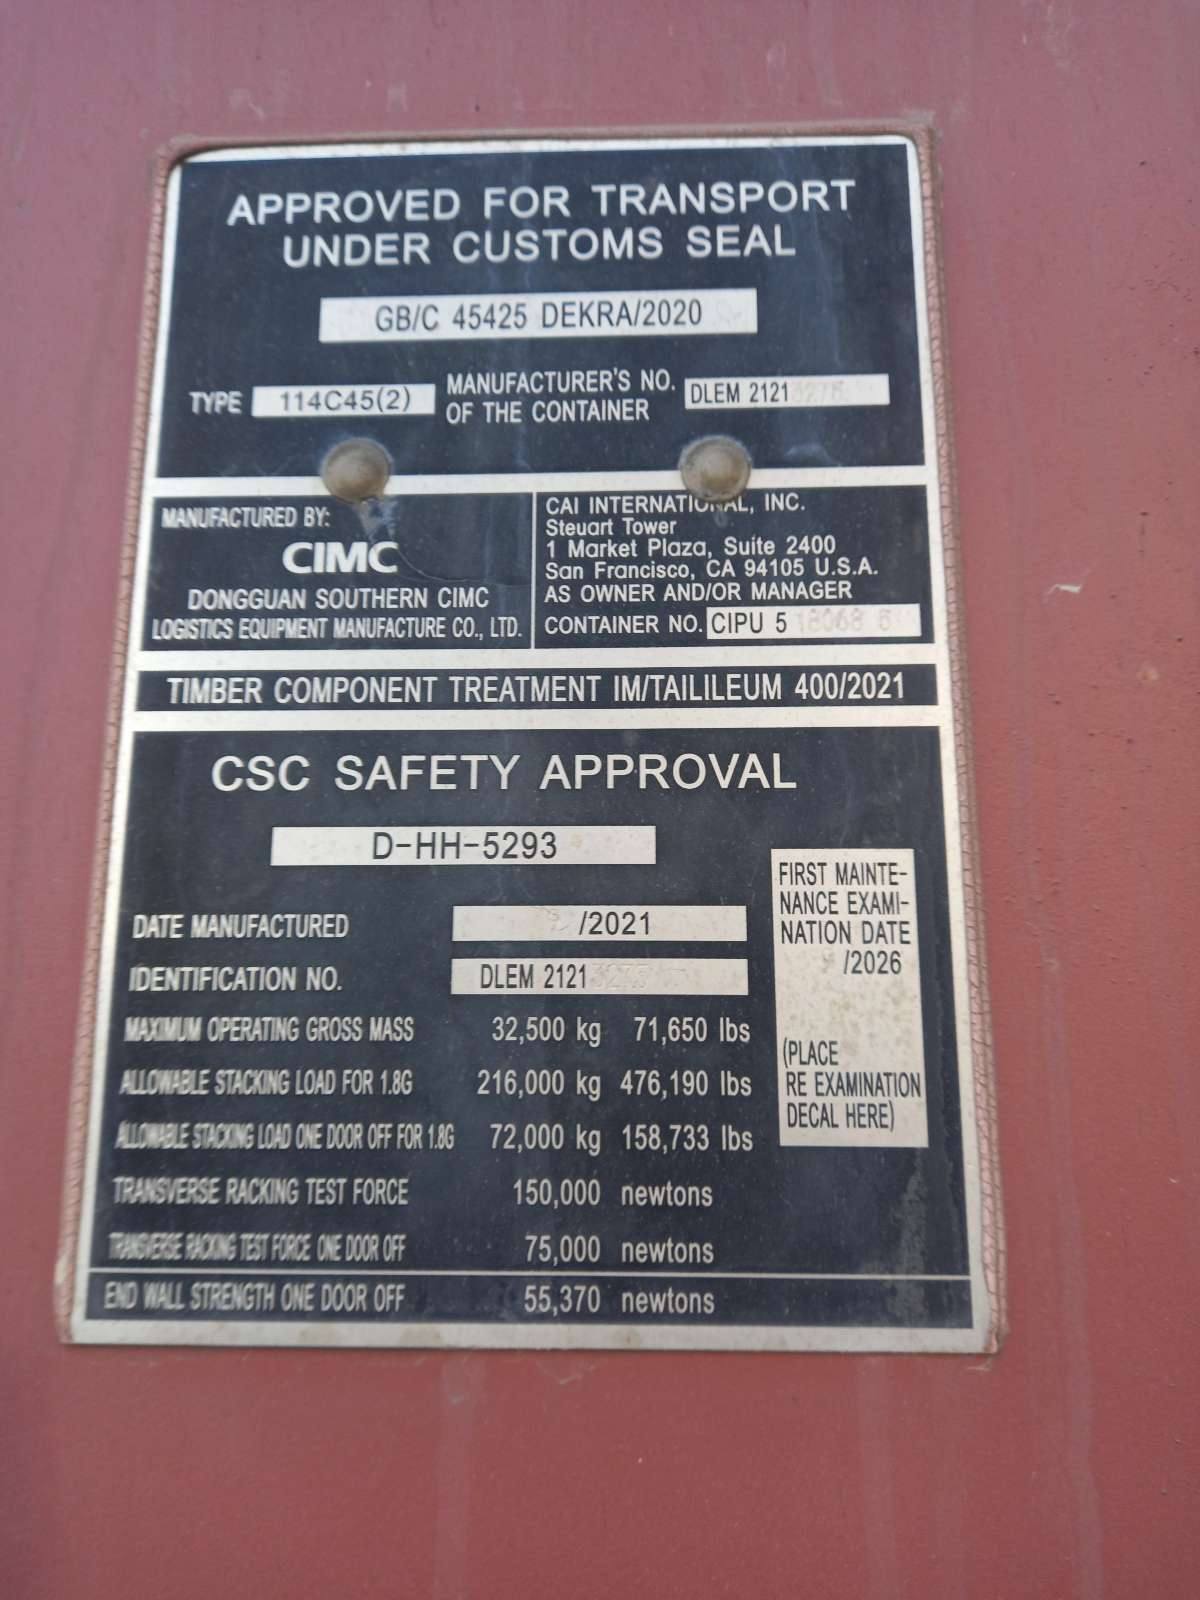 APPROVED FOR TRANSPORT
UNDER CUSTOMS SEAL
GB/C 45425 DEKRA/2020
TYPE 114C45(2)
MANUFACTURER'S NO.
OF THE CONTAINER
DLEM 2121
MANUFACTURED BY:
CIMC
DONGGUAN SOUTHERN CIMC
LOGISTICS EQUIPMENT MANUFACTURE CO., LTD.
CAI INTERNATIONAL, INC.
Steuart Tower
1 Market Plaza, Suite 2400
San Francisco, CA 94105 U.S.A.
AS OWNER AND/OR MANAGER
CONTAINER NO. CIPU 5
TIMBER COMPONENT TREATMENT IM/TAILILEUM 400/2021
CSC SAFETY APPROVAL
D-HH-5293
DATE MANUFACTURED /2021
IDENTIFICATION NO. DLEM 2121
MAXIMUM OPERATING GROSS MASS 32,500 kg 71,650 lbs
ALLOWABLE STACKING LOAD FOR 1.8G 216,000 kg 476,190 lbs
ALLOWABLE STACKING LOAD ONE DOOR OFF FOR 1.8G 72,000 kg 158,733 lbs
TRANSVERSE RACKING TEST FORCE 150,000 newtons
TRANSVERSE RACKING TEST FORCE ONE DOOR OFF 75,000 newtons
END WALL STRENGTH ONE DOOR OFF 55,370 newtons
FIRST MAINTE-
NANCE EXAMI-
NATION DATE
/2026
(PLACE
RE EXAMINATION
DECAL HERE)